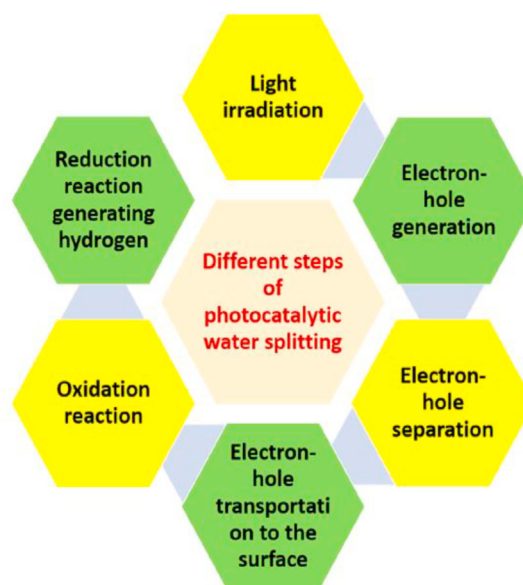 Light
irradiation
Electron-
hole
generation
Electron-
hole
separation
Electron-
hole
transportati
on to the
surface
Oxidation
reaction
Reduction
reaction
generating
hydrogen
Different steps
of
photocatalytic
water splitting